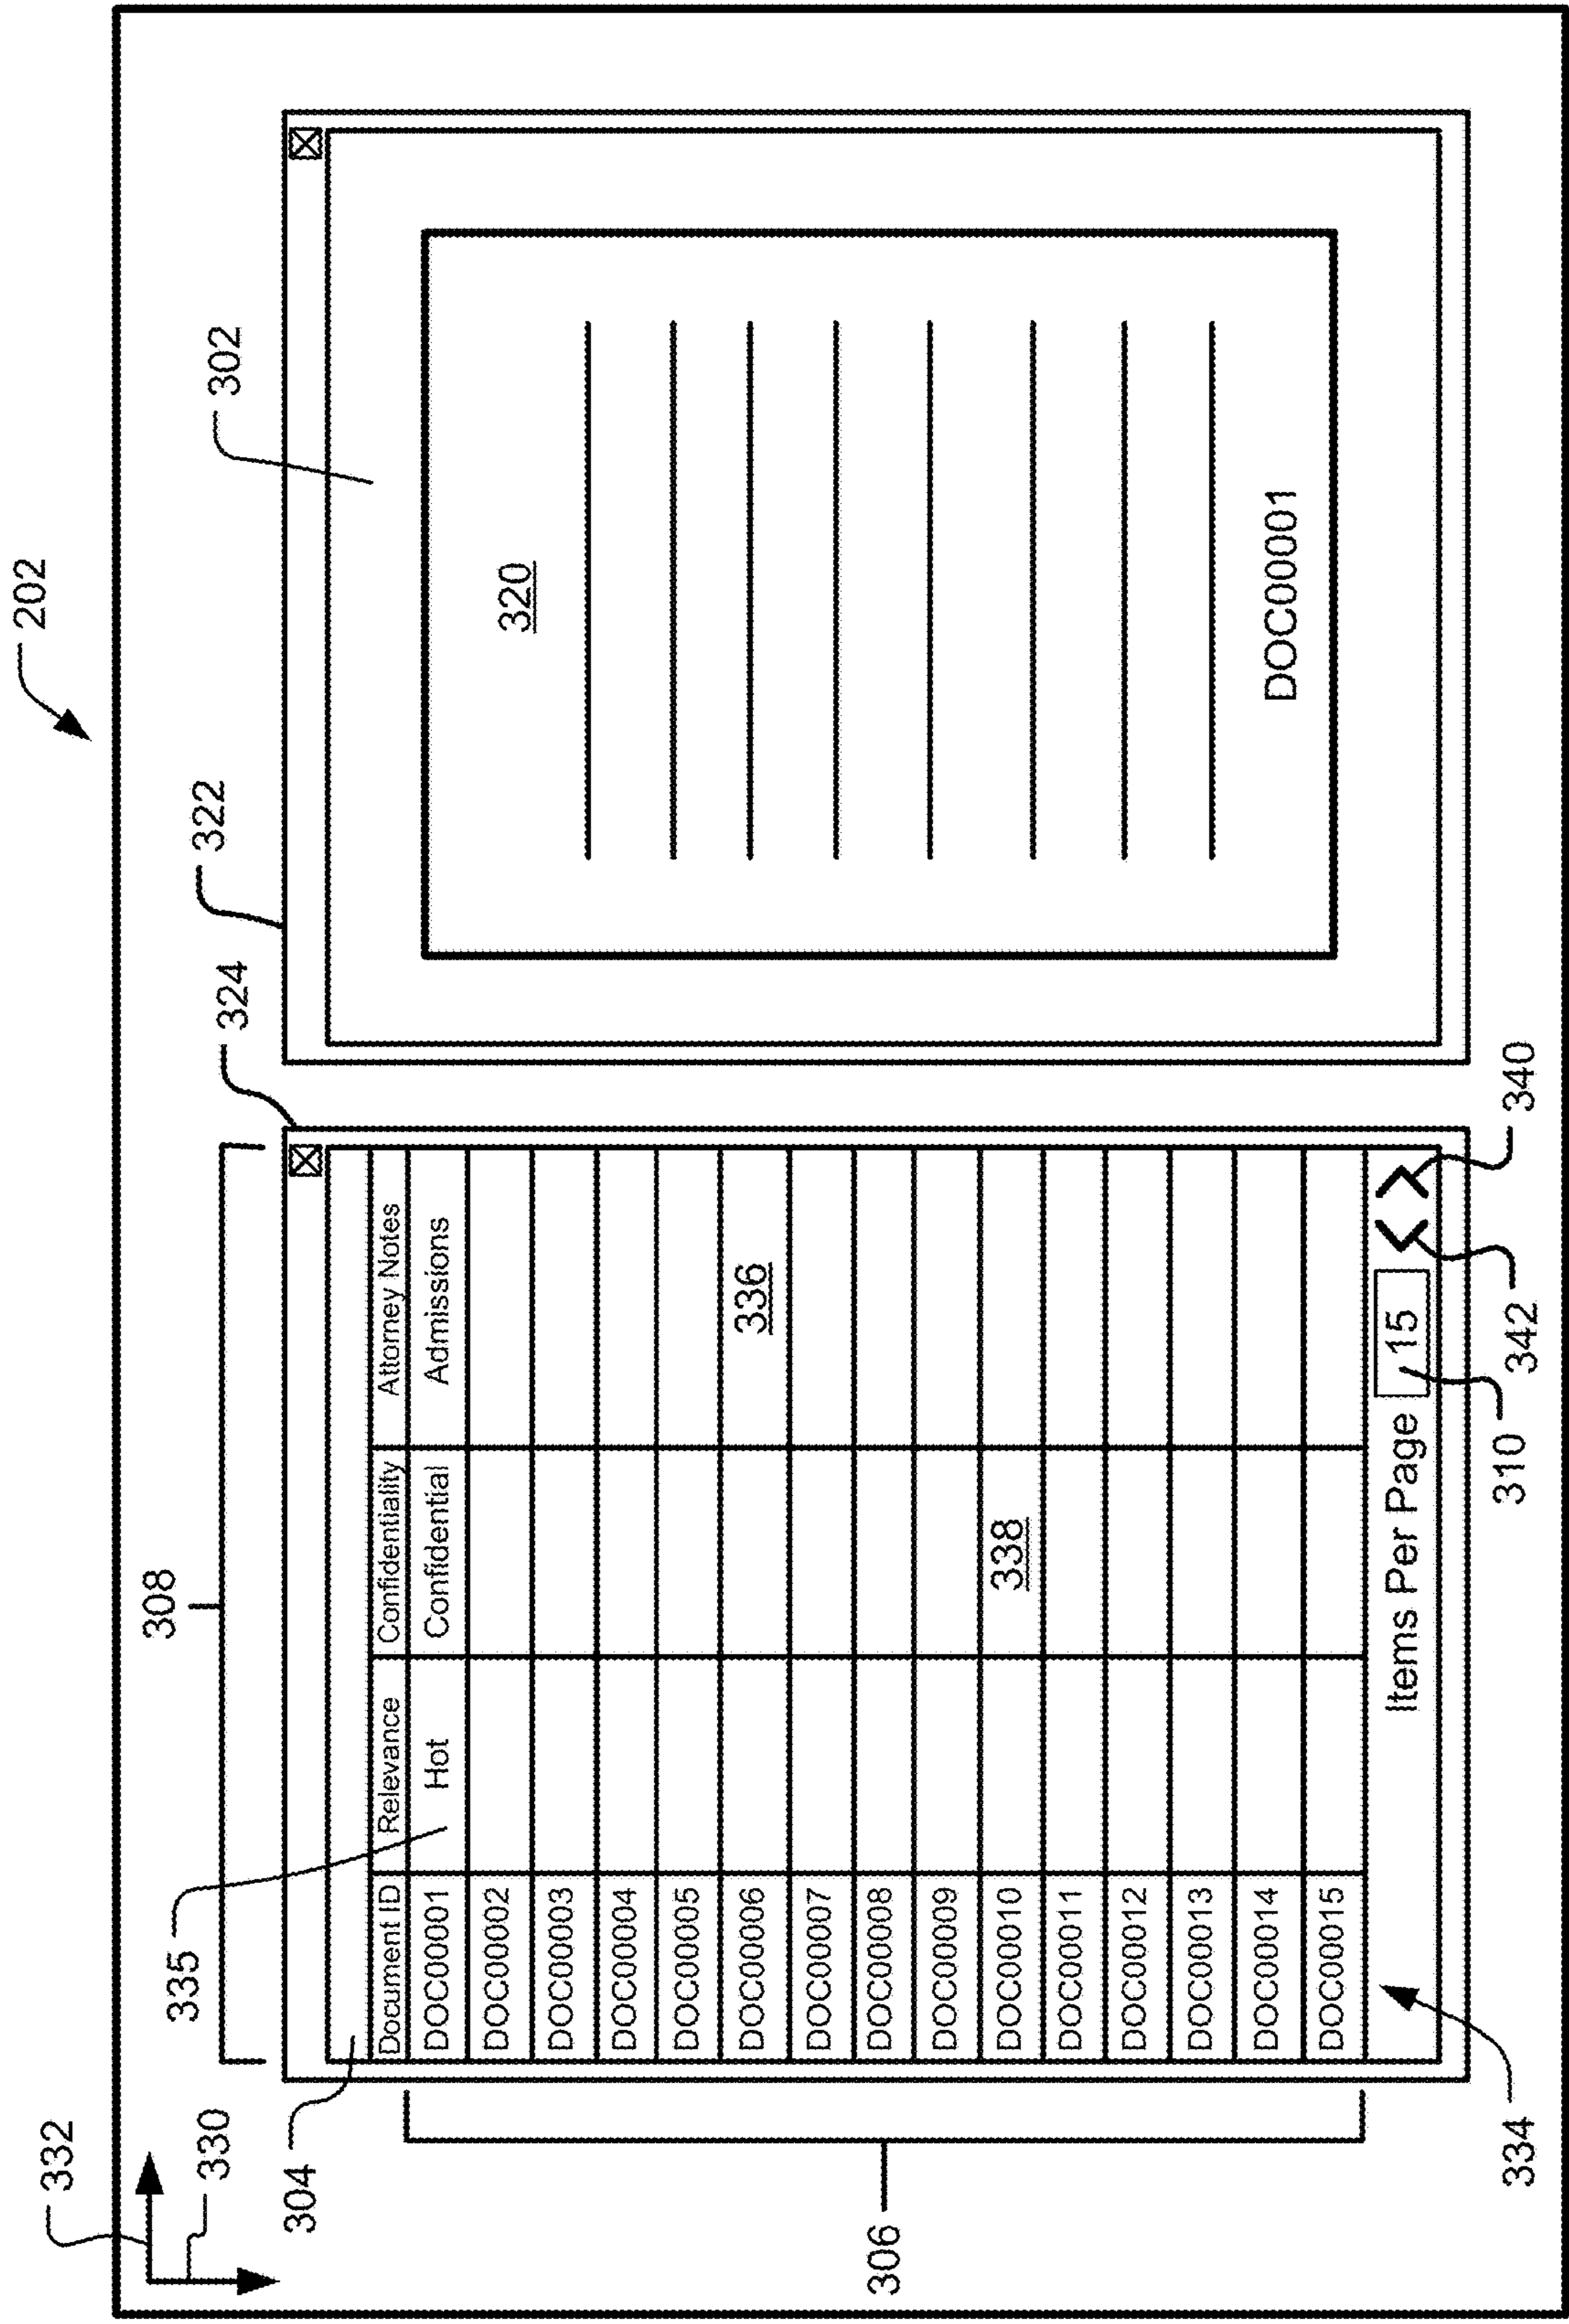 202
332
330
308
335
324
322
302
304
Document ID Relevance Confidentiality Attorney Notes
DOC00001 Hot Confidential Admissions
DOC00002
DOC00003
DOC00004
DOC00005
DOC00006 336
DOC00007
DOC00008
DOC00009
DOC00010 338
DOC00011
DOC00012
DOC00013
DOC00014
DOC00015
Items Per Page 15 < >
306
334
310
342
340
320
DOC00001